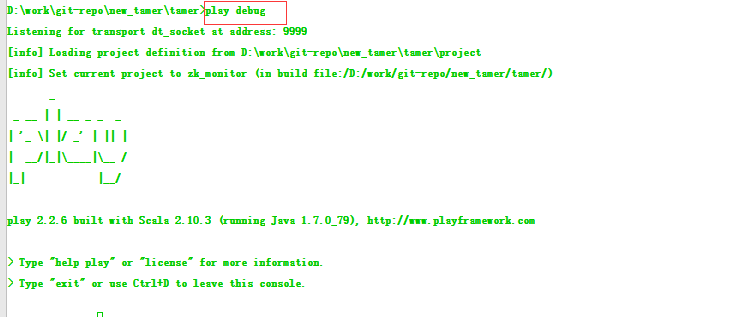 D:\work\git-repo\new_tamer\tamer>play debug
Listening for transport dt_socket at address: 9999
[info] Loading project definition from D:\work\git-repo\new_tamer\tamer\project
[info] Set current project to zk_monitor (in build file:/D:/work/git-repo/new_tamer/tamer/)
       _
 _ __ | | __ _ _  _
| '_ \| |/ _' | || |
|  __/|_|\____|\__ /
|_|            |__/
play 2.2.6 built with Scala 2.10.3 (running Java 1.7.0_79), http://www.playframework.com
> Type "help play" or "license" for more information.
> Type "exit" or use Ctrl+D to leave this console.